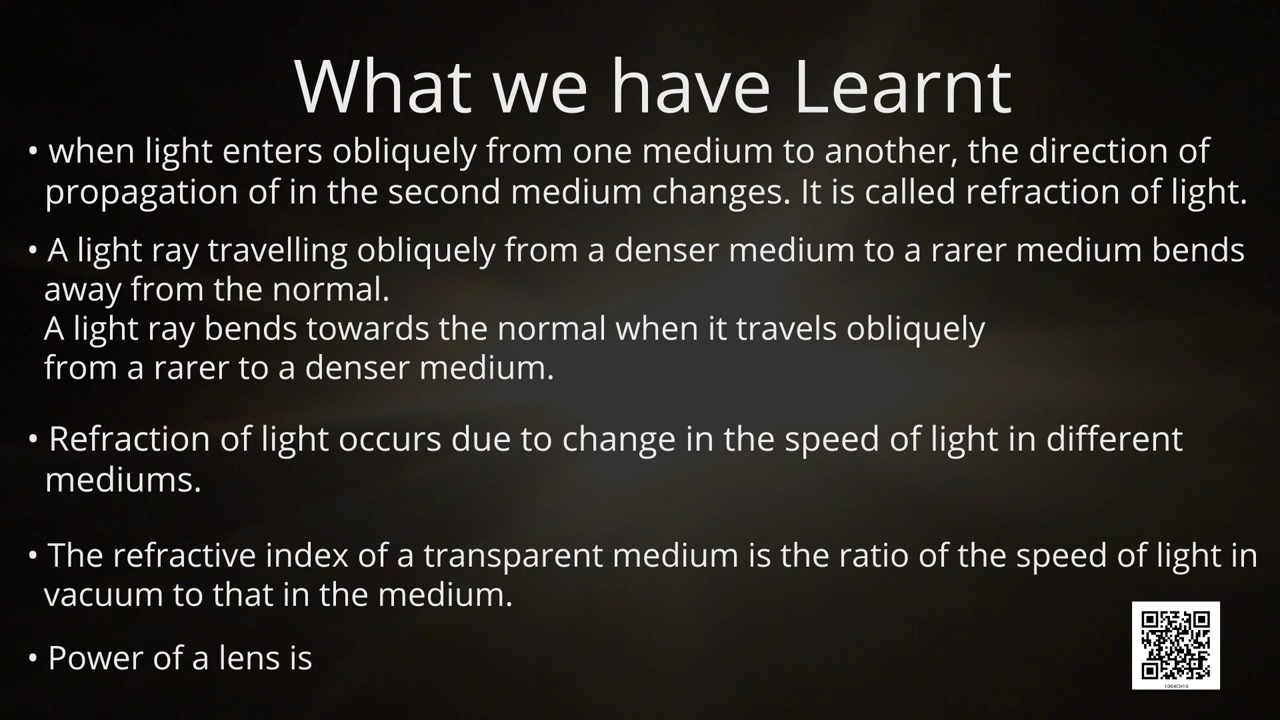 What we have Learnt
• when light enters obliquely from one medium to another, the direction of
propagation of in the second medium changes. It is called refraction of light.
• A light ray travelling obliquely from a denser medium to a rarer medium bends
away from the normal.
A light ray bends towards the normal when it travels obliquely
from a rarer to a denser medium.
• Refraction of light occurs due to change in the speed of light in different
mediums.
• The refractive index of a transparent medium is the ratio of the speed of light in
vacuum to that in the medium.
• Power of a lens is
1064CH10